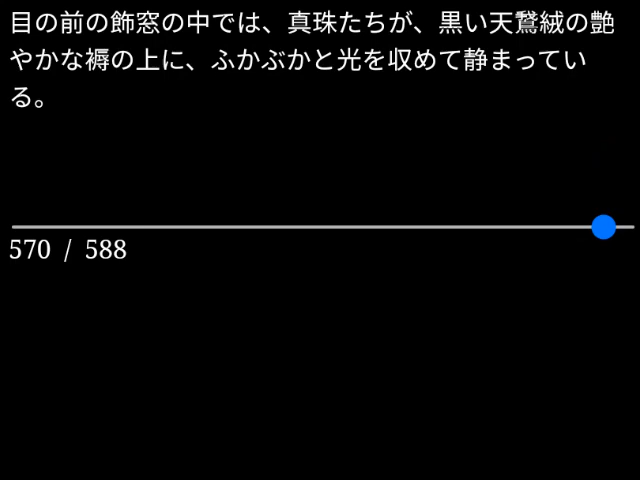 目の前の飾窓の中では、真珠たちが、黒い天鵞絨の艶
やかな褥の上に、ふかぶかと光を収めて静まってい
る。
570 / 588